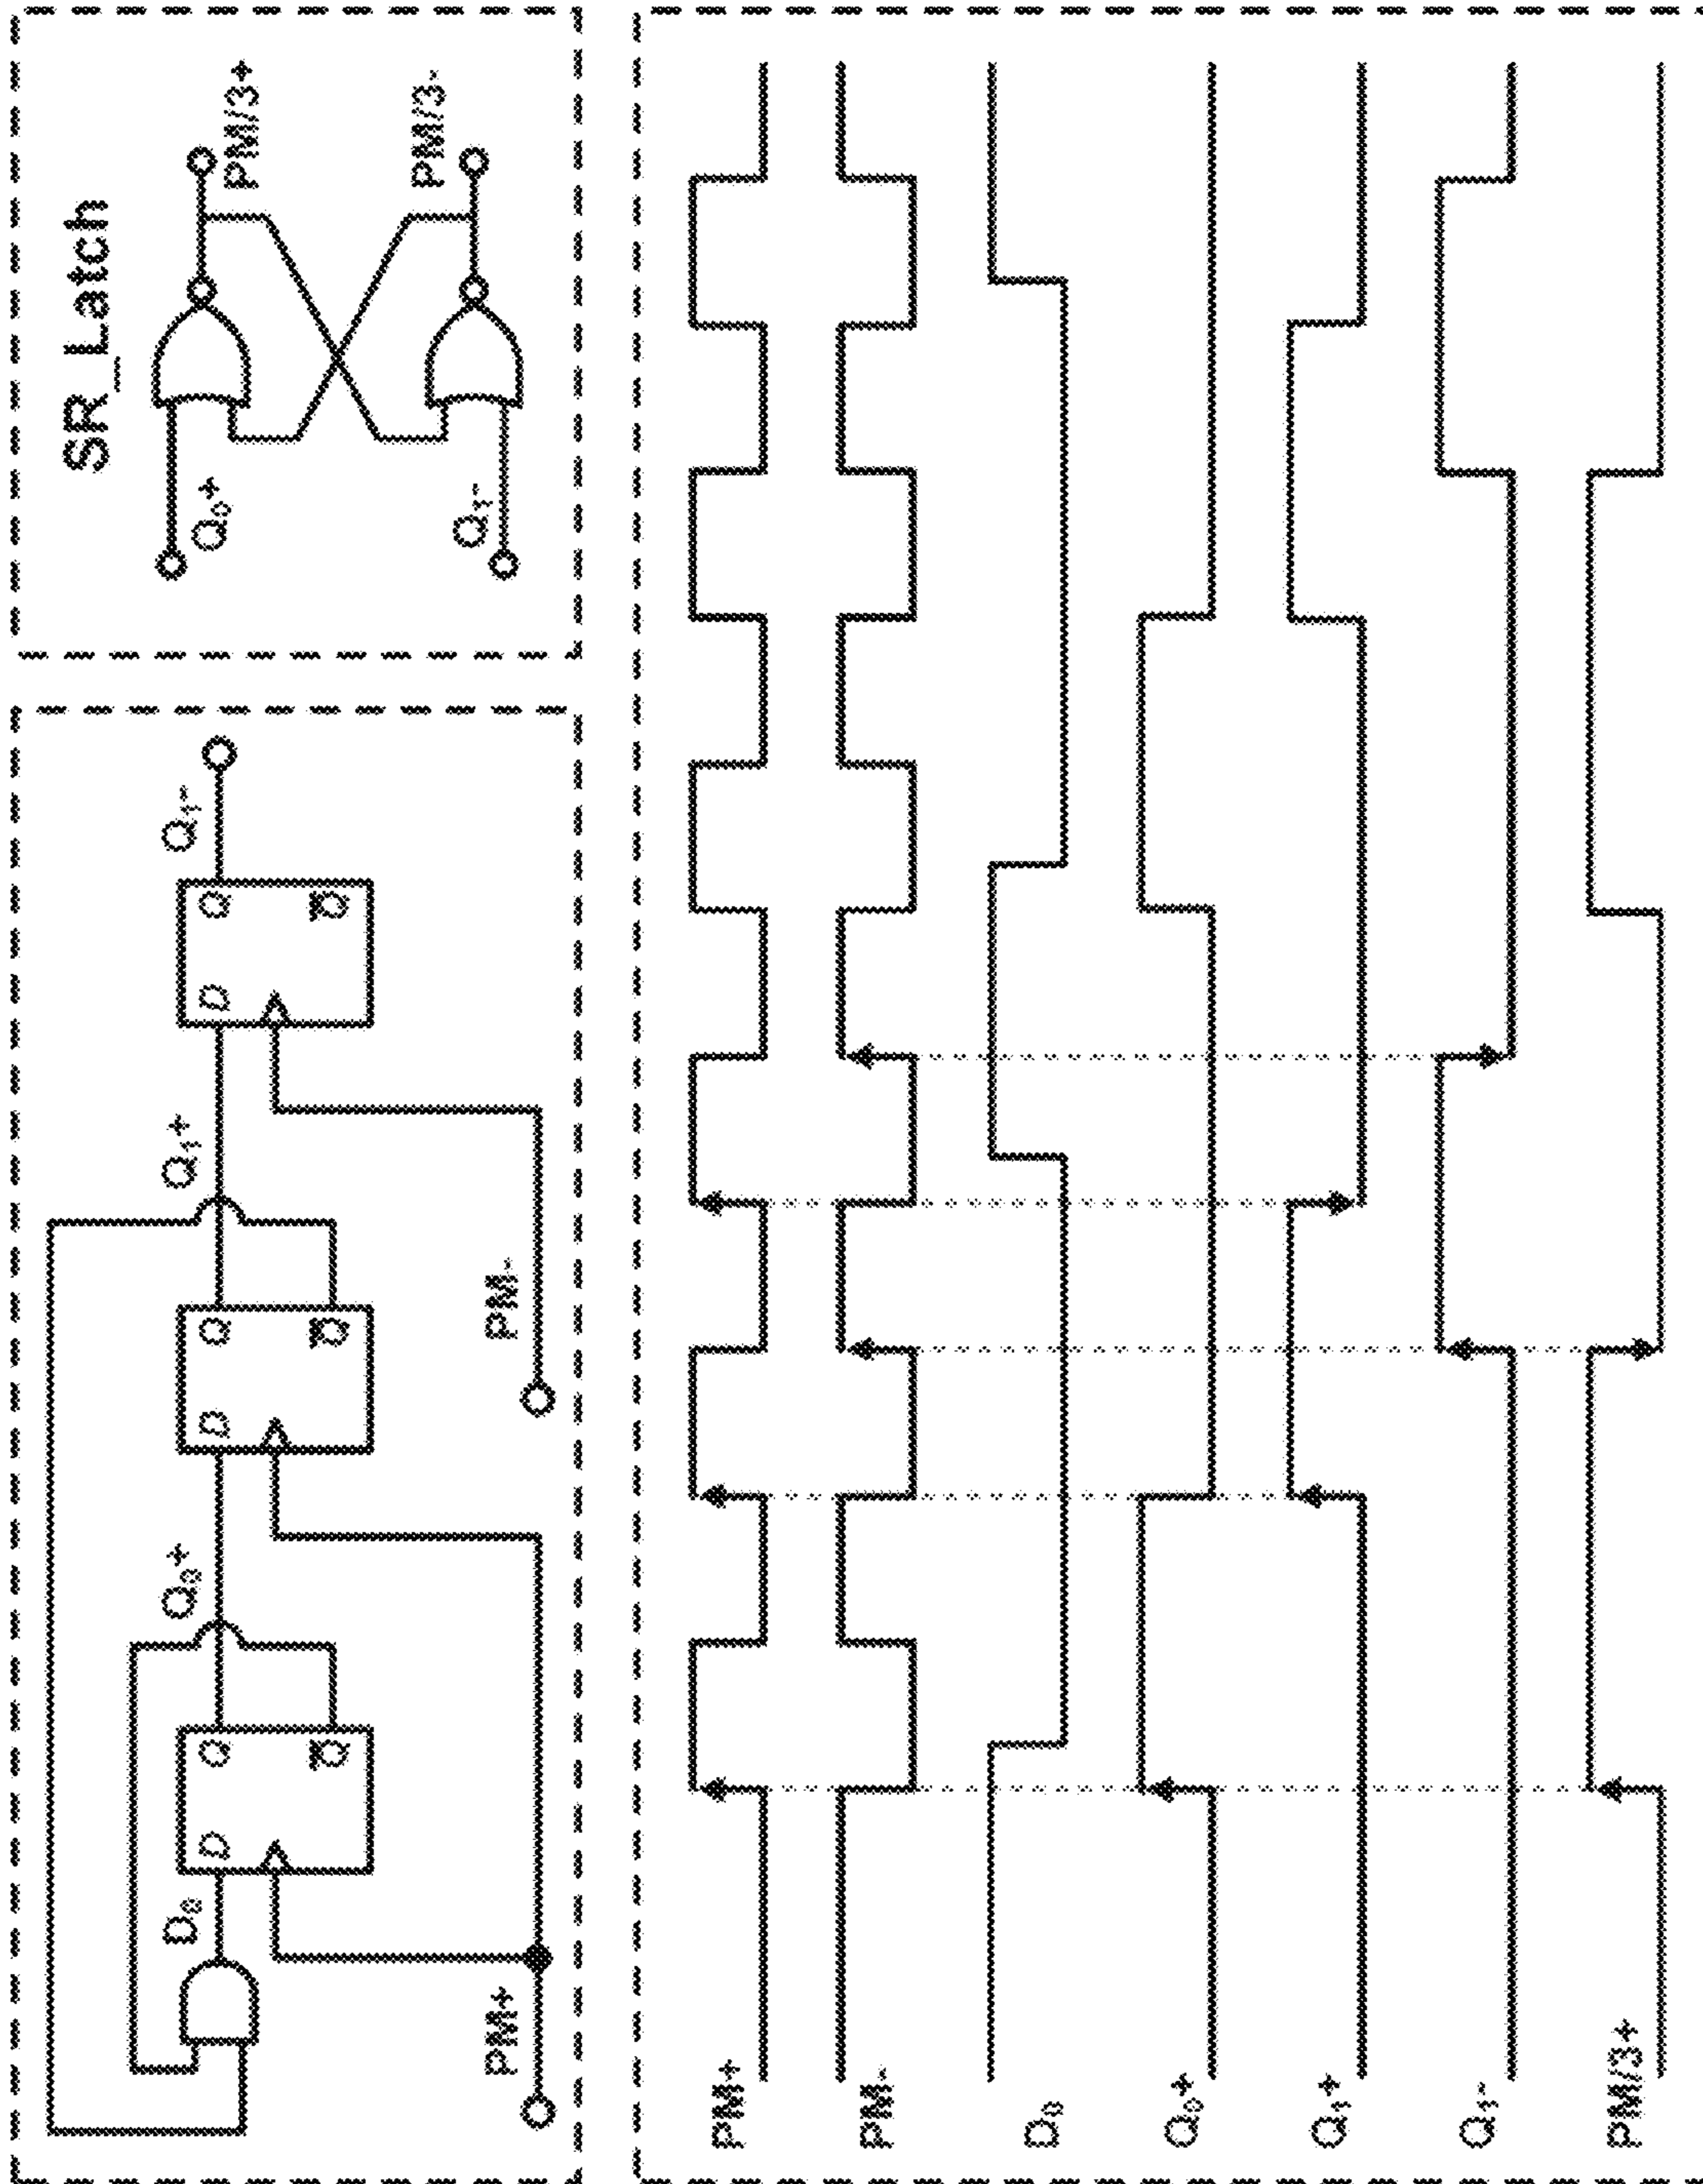 D₀
Q₀+
Q₁+
Q₁-
D
Q
Q̅
D
Q
Q̅
D
Q
Q̅
PM+
PM-
SR_Latch
Q₀+
PM/3+
Q₁-
PM/3-
PM+
PM-
D₀
Q₀+
Q₁+
Q₁-
PM/3+